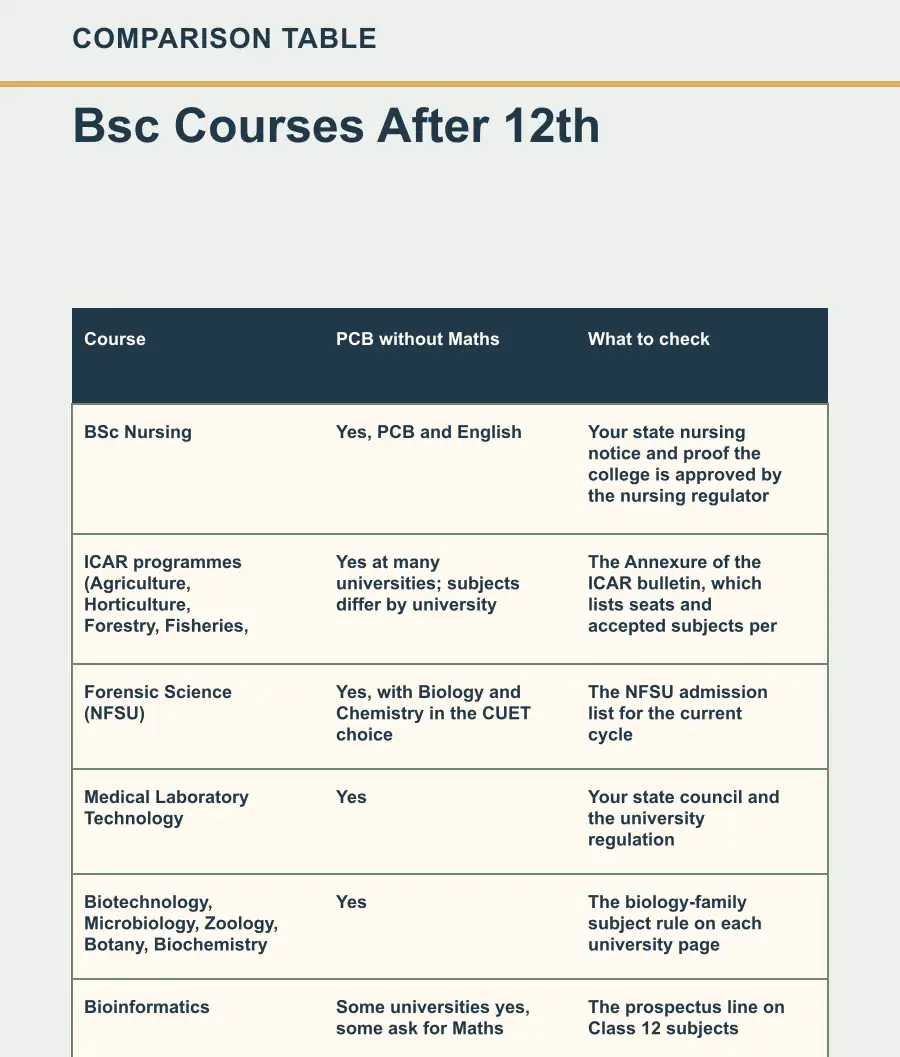 COMPARISON TABLE
Bsc Courses After 12th
Course
PCB without Maths
What to check
BSc Nursing
Yes, PCB and English
Your state nursing
notice and proof the
college is approved by
the nursing regulator
ICAR programmes
(Agriculture,
Horticulture,
Forestry, Fisheries,
Yes at many
universities; subjects
differ by university
The Annexure of the
ICAR bulletin, which
lists seats and
accepted subjects per
Forensic Science
(NFSU)
Yes, with Biology and
Chemistry in the CUET
choice
The NFSU admission
list for the current
cycle
Medical Laboratory
Technology
Yes
Your state council and
the university
regulation
Biotechnology,
Microbiology, Zoology,
Botany, Biochemistry
Yes
The biology-family
subject rule on each
university page
Bioinformatics
Some universities yes,
some ask for Maths
The prospectus line on
Class 12 subjects